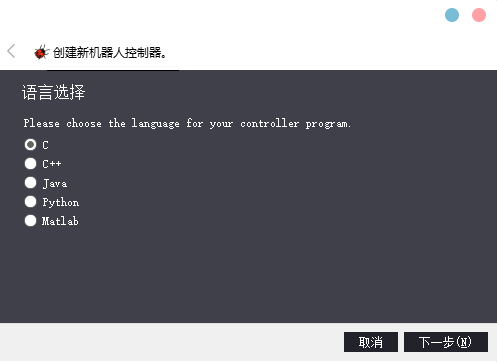 创建新机器人控制器。
语言选择
Please choose the language for your controller program.
C
C++
Java
Python
Matlab
取消 下一步(N)